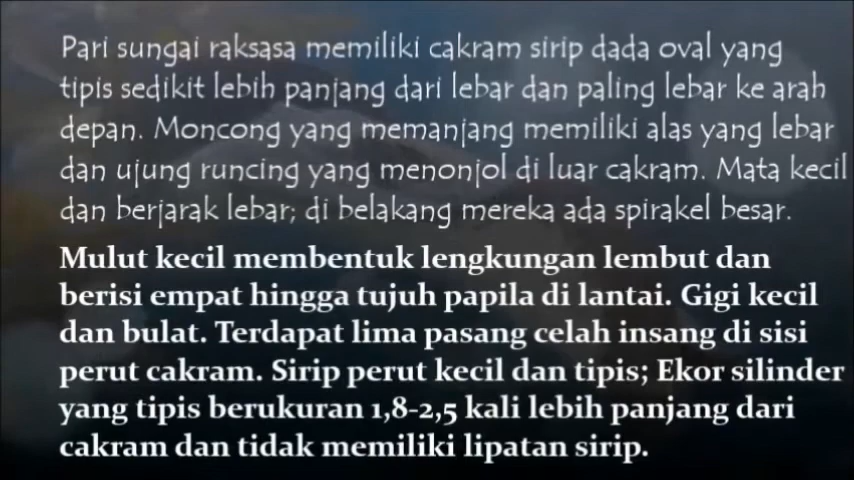 Pari sungai raksasa memiliki cakram sirip dada oval yang
tipis sedikit lebih panjang dari lebar dan paling lebar ke arah
depan. Moncong yang memanjang memiliki alas yang lebar
dan ujung runcing yang menonjol di luar cakram. Mata kecil
dan berjarak lebar; di belakang mereka ada spirakel besar.
Mulut kecil membentuk lengkungan lembut dan
berisi empat hingga tujuh papila di lantai. Gigi kecil
dan bulat. Terdapat lima pasang celah insang di sisi
perut cakram. Sirip perut kecil dan tipis; Ekor silinder
yang tipis berukuran 1,8-2,5 kali lebih panjang dari
cakram dan tidak memiliki lipatan sirip.